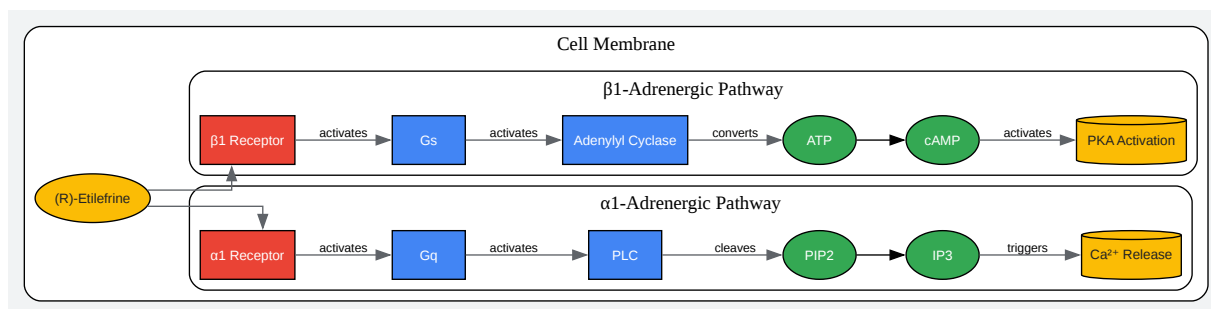 Cell Membrane
β1-Adrenergic Pathway
β1 Receptor
activates
Gs
activates
Adenylyl Cyclase
converts
ATP
cAMP
activates
PKA Activation
(R)-Etilefrine
α1-Adrenergic Pathway
α1 Receptor
activates
Gq
activates
PLC
cleaves
PIP2
IP3
triggers
Ca²⁺ Release